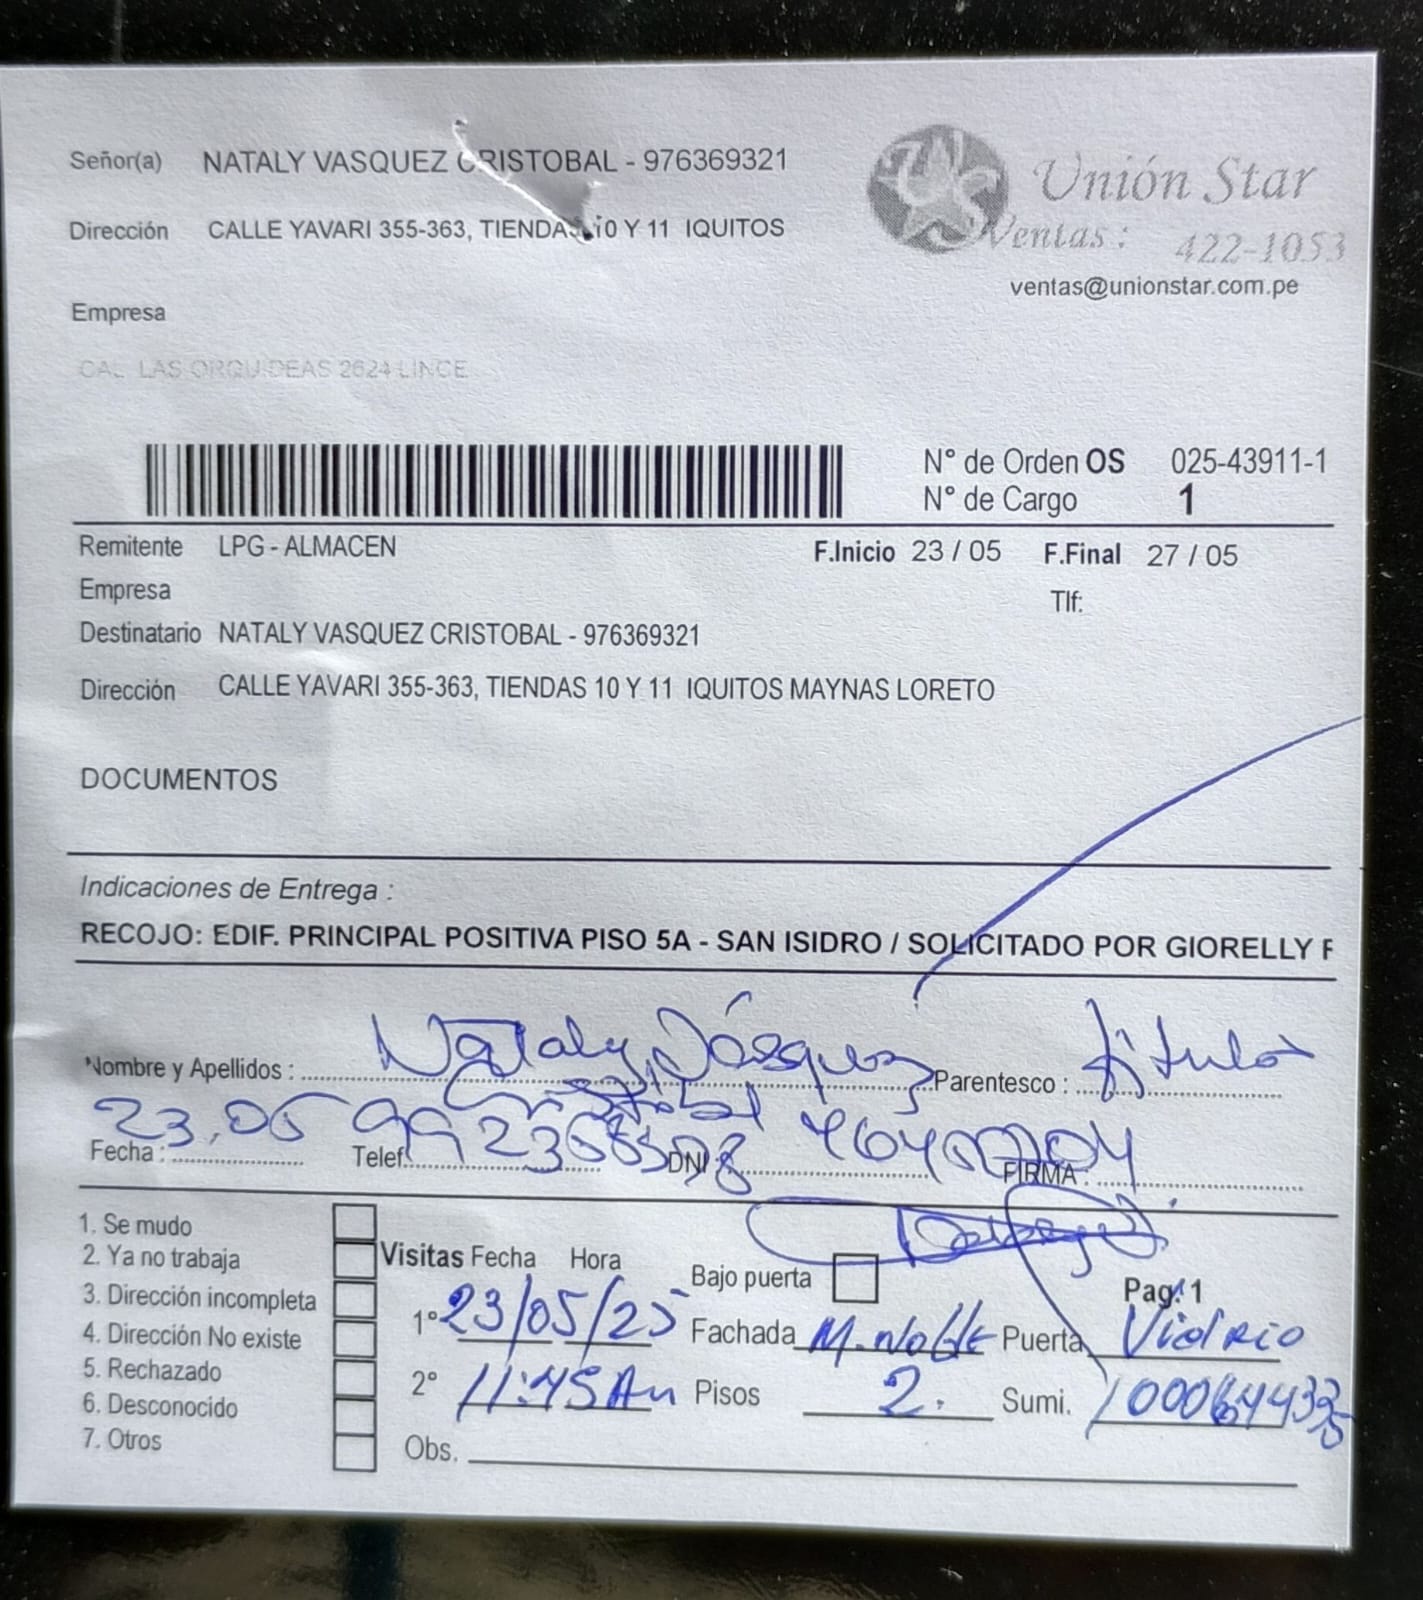 Señor(a) NATALY VASQUEZ CRISTOBAL - 976369321
Unión Star
Dirección CALLE YAVARI 355-363, TIENDAS 10 Y 11 IQUITOS
Ventas: 422-1053
ventas@unionstar.com.pe
Empresa
CAL LAS ORQUIDEAS 2624 LINCE
N° de Orden OS 025-43911-1
N° de Cargo 1
Remitente LPG - ALMACEN F.Inicio 23 / 05 F.Final 27 / 05
Empresa Tlf:
Destinatario NATALY VASQUEZ CRISTOBAL - 976369321
Dirección CALLE YAVARI 355-363, TIENDAS 10 Y 11 IQUITOS MAYNAS LORETO
DOCUMENTOS
Indicaciones de Entrega :
RECOJO: EDIF. PRINCIPAL POSITIVA PISO 5A - SAN ISIDRO / SOLICITADO POR GIORELLY F
Nombre y Apellidos : Nataly Vásquez Parentesco : titular
Cristobal
Fecha : 23.05 Telef. DNI FIRMA :
1. Se mudo
2. Ya no trabaja
3. Dirección incompleta
4. Dirección No existe
5. Rechazado
6. Desconocido
7. Otros
Visitas Fecha Hora Bajo puerta Pag. 1
1° 23/05/25 Fachada M. Noble Puerta Vidrio
2° 11:45 Am Pisos 2. Sumi.
Obs.